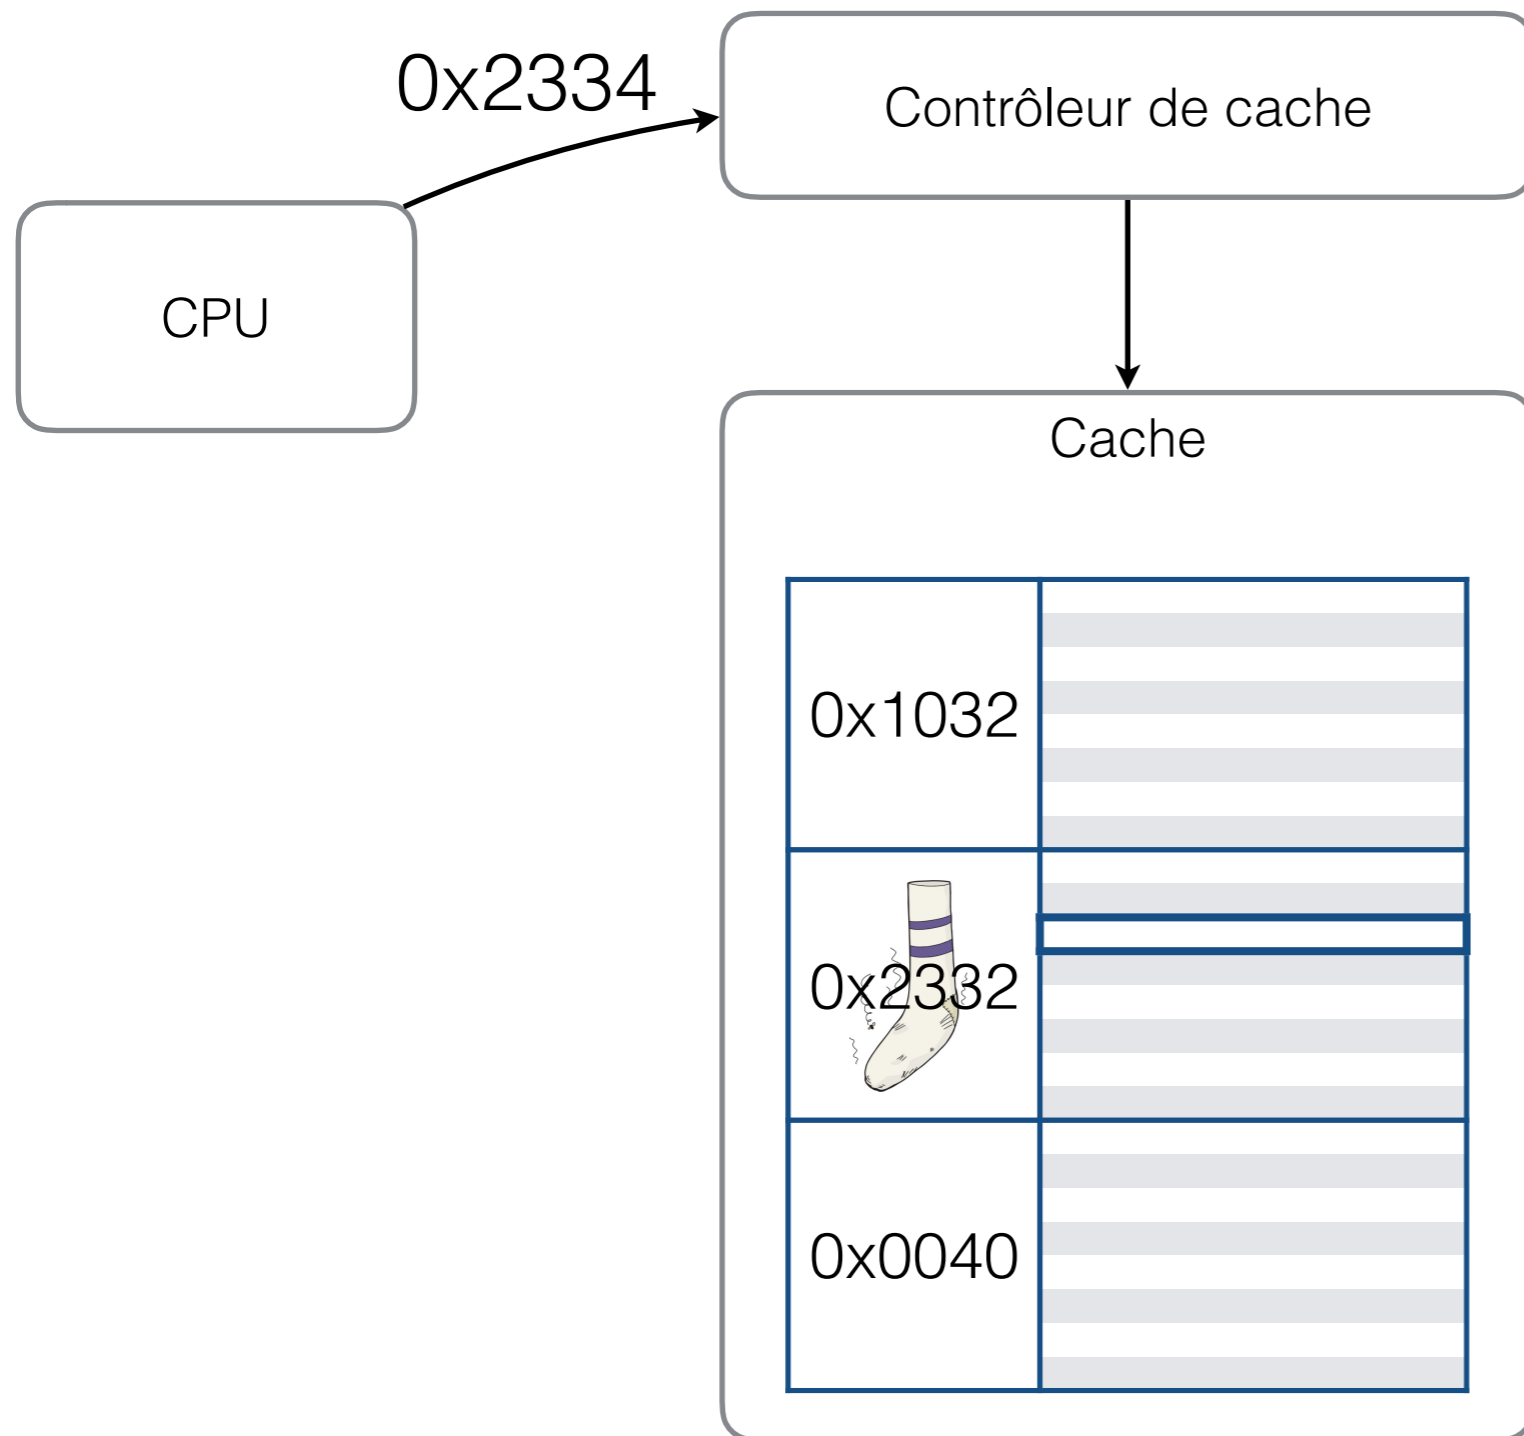 0x2334
Contrôleur de cache
CPU
Cache
0x1032
0x2332
0x0040